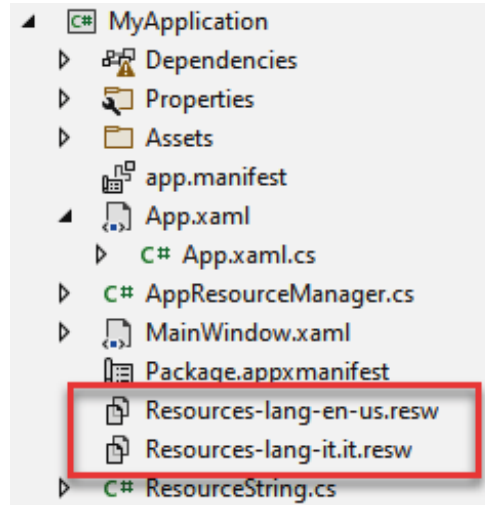 C# MyApplication
Dependencies
Properties
Assets
app.manifest
App.xaml
C# App.xaml.cs
C# AppResourceManager.cs
MainWindow.xaml
Package.appxmanifest
Resources-lang-en-us.resw
Resources-lang-it.it.resw
C# ResourceString.cs